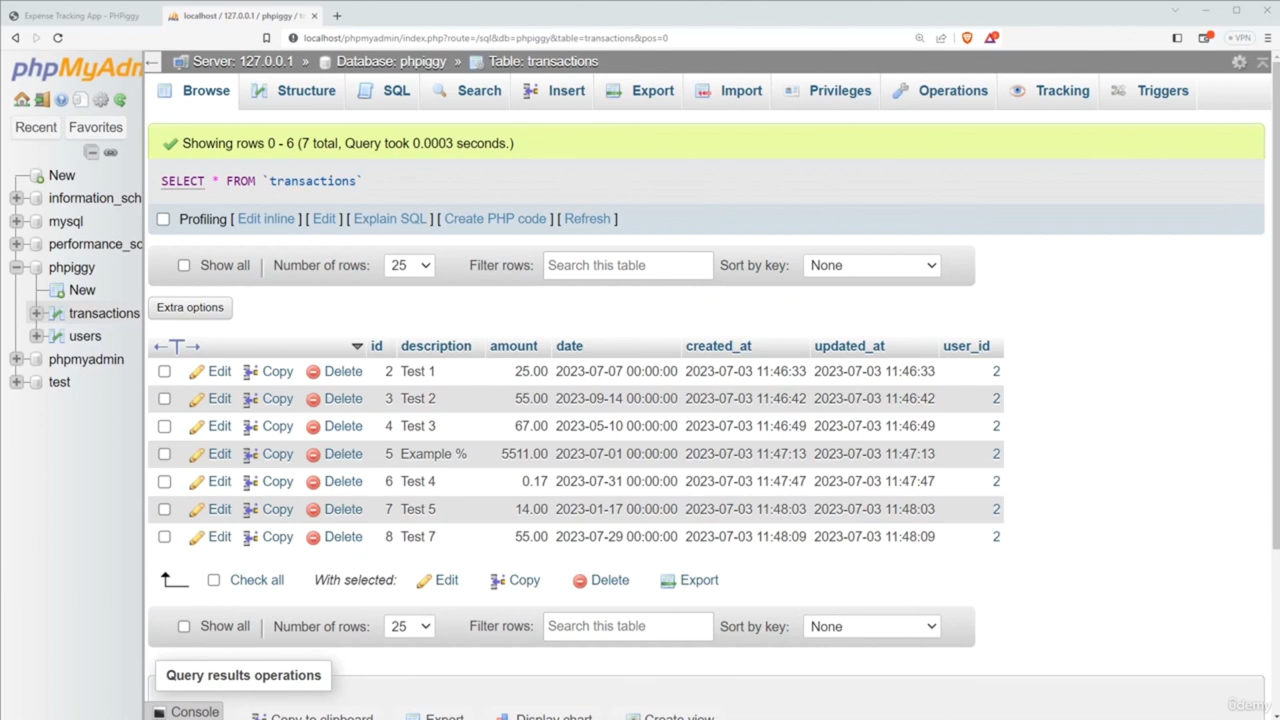 Expense Tracking App - PHPiggy
localhost / 127.0.0.1 / phpiggy / tr
localhost/phpmyadmin/index.php?route=/sql&db=phpiggy&table=transactions&pos=0
VPN
phpMyAdm
Server: 127.0.0.1 » Database: phpiggy » Table: transactions
Browse Structure SQL Search Insert Export Import Privileges Operations Tracking Triggers
Recent Favorites
New
information_sch
mysql
performance_sc
phpiggy
New
transactions
users
phpmyadmin
test
Showing rows 0 - 6 (7 total, Query took 0.0003 seconds.)
SELECT * FROM `transactions`
Profiling [ Edit inline ] [ Edit ] [ Explain SQL ] [ Create PHP code ] [ Refresh ]
Show all Number of rows: 25 Filter rows: Search this table Sort by key: None
Extra options
id description amount date created_at updated_at user_id
Edit Copy Delete 2 Test 1 25.00 2023-07-07 00:00:00 2023-07-03 11:46:33 2023-07-03 11:46:33 2
Edit Copy Delete 3 Test 2 55.00 2023-09-14 00:00:00 2023-07-03 11:46:42 2023-07-03 11:46:42 2
Edit Copy Delete 4 Test 3 67.00 2023-05-10 00:00:00 2023-07-03 11:46:49 2023-07-03 11:46:49 2
Edit Copy Delete 5 Example % 5511.00 2023-07-01 00:00:00 2023-07-03 11:47:13 2023-07-03 11:47:13 2
Edit Copy Delete 6 Test 4 0.17 2023-07-31 00:00:00 2023-07-03 11:47:47 2023-07-03 11:47:47 2
Edit Copy Delete 7 Test 5 14.00 2023-01-17 00:00:00 2023-07-03 11:48:03 2023-07-03 11:48:03 2
Edit Copy Delete 8 Test 7 55.00 2023-07-29 00:00:00 2023-07-03 11:48:09 2023-07-03 11:48:09 2
Check all With selected: Edit Copy Delete Export
Show all Number of rows: 25 Filter rows: Search this table Sort by key: None
Query results operations
Console
Copy to clipboard Export Display chart Create view
Udemy